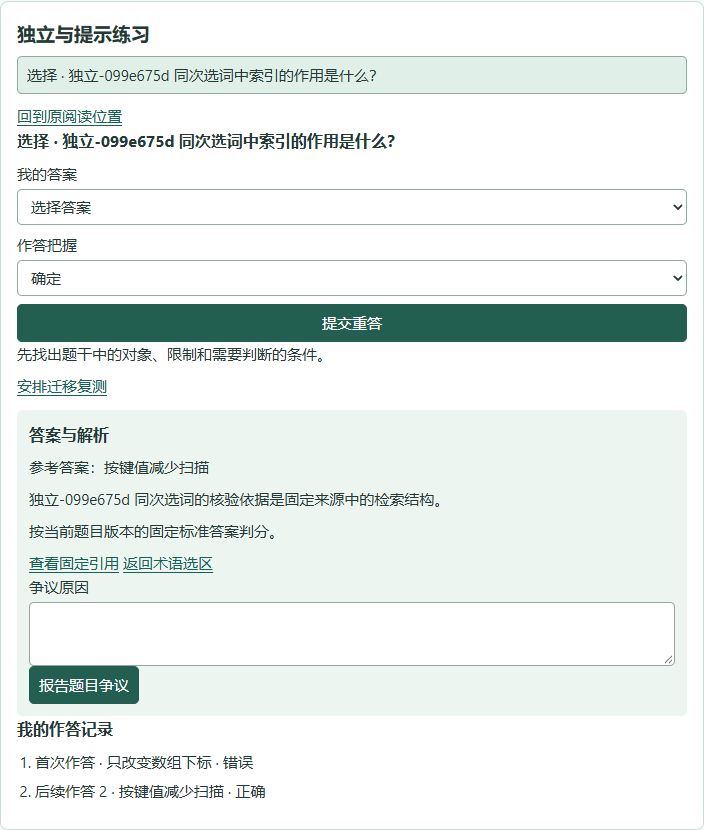 独立与提示练习
选择 · 独立-099e675d 同次选词中索引的作用是什么？
回到原阅读位置
选择 · 独立-099e675d 同次选词中索引的作用是什么？
我的答案
选择答案
作答把握
确定
提交重答
先找出题干中的对象、限制和需要判断的条件。
安排迁移复测
答案与解析
参考答案：按键值减少扫描
独立-099e675d 同次选词的核验依据是固定来源中的检索结构。
按当前题目版本的固定标准答案判分。
查看固定引用 返回术语选区
争议原因
报告题目争议
我的作答记录
1. 首次作答 · 只改变数组下标 · 错误
2. 后续作答 2 · 按键值减少扫描 · 正确